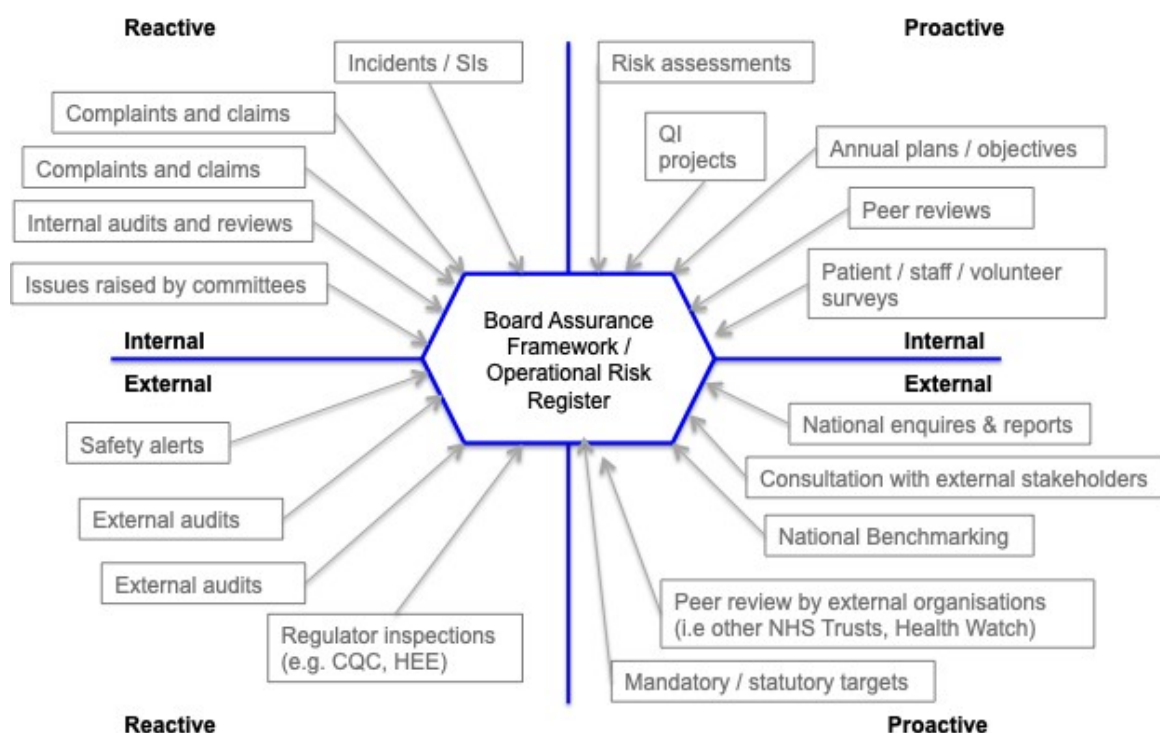 Reactive
Proactive
Incidents / SIs
Risk assessments
Complaints and claims
QI
projects
Annual plans / objectives
Complaints and claims
Peer reviews
Internal audits and reviews
Patient / staff / volunteer
surveys
Issues raised by committees
Board Assurance
Framework /
Operational Risk
Register
Internal
Internal
External
External
National enquires & reports
Safety alerts
Consultation with external stakeholders
External audits
National Benchmarking
External audits
Peer review by external organisations
(i.e other NHS Trusts, Health Watch)
Regulator inspections
(e.g. CQC, HEE)
Mandatory / statutory targets
Reactive
Proactive